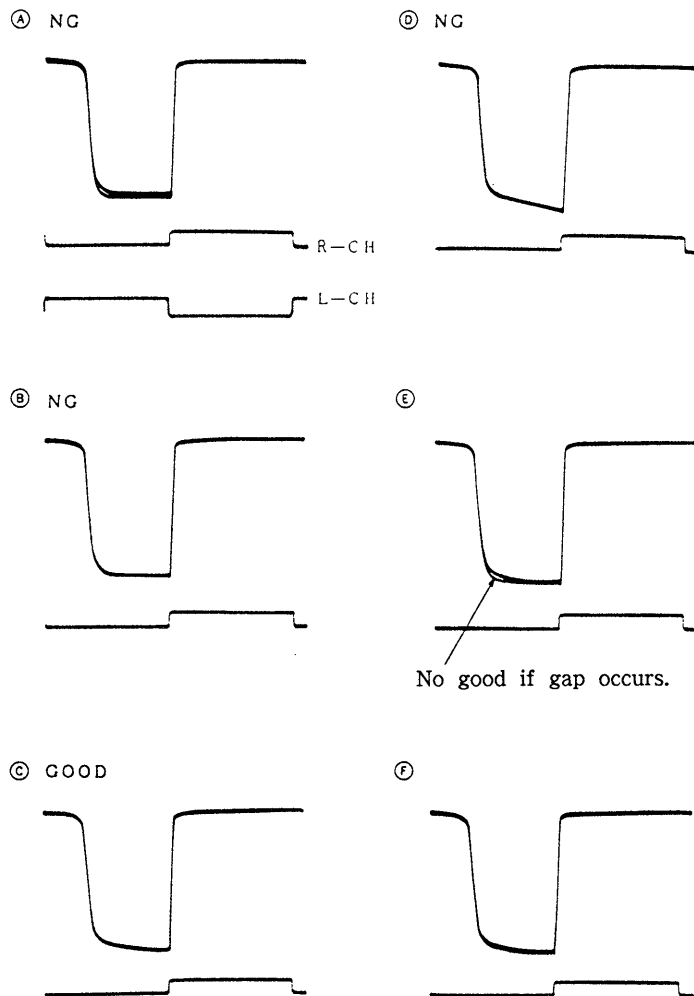 Ⓐ NG
R–CH
L–CH
Ⓑ NG
Ⓒ GOOD
Ⓓ NG
Ⓔ
No good if gap occurs.
Ⓕ